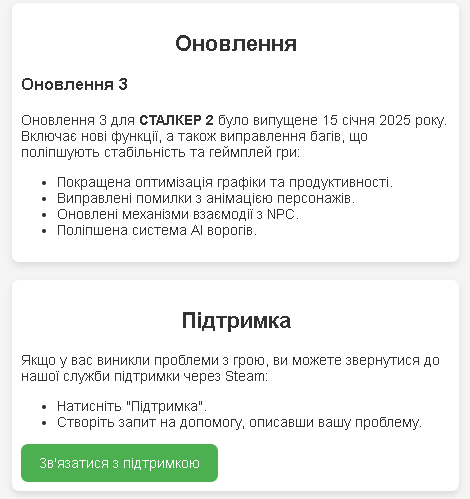 Оновлення
Оновлення 3
Оновлення 3 для СТАЛКЕР 2 було випущене 15 січня 2025 року.
Включає нові функції, а також виправлення багів, що
поліпшують стабільність та геймплей гри:
Покращена оптимізація графіки та продуктивності.
Виправлені помилки з анімацією персонажів.
Оновлені механізми взаємодії з NPC.
Поліпшена система AI ворогів.
Підтримка
Якщо у вас виникли проблеми з грою, ви можете звернутися до
нашої служби підтримки через Steam:
Натисніть "Підтримка".
Створіть запит на допомогу, описавши вашу проблему.
Зв'язатися з підтримкою